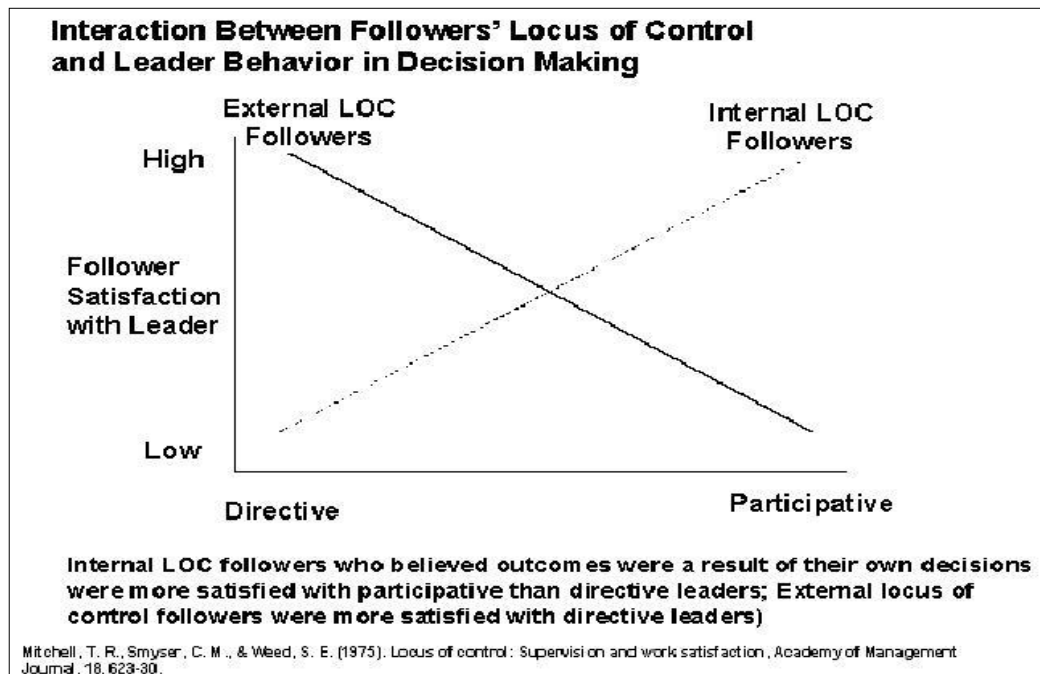 Interaction Between Followers' Locus of Control
and Leader Behavior in Decision Making
External LOC
Followers
Internal LOC
Followers
High
Follower
Satisfaction
with Leader
Low
Directive
Participative
Internal LOC followers who believed outcomes were a result of their own decisions
were more satisfied with participative than directive leaders; External locus of
control followers were more satisfied with directive leaders)
Mitchell, T. R., Smyser, C. M., & Weed, S. E. (1975). Locus of control: Supervision and work satisfaction, Academy of Management
Journal, 18, 623-30.